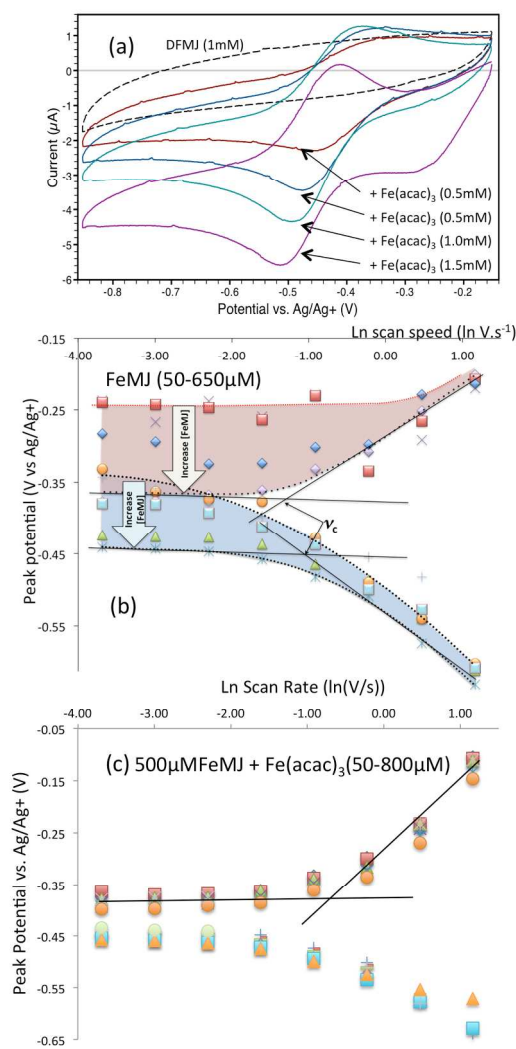 (a)
DFMJ (1mM)
1
0
-1
-2
-3
-4
-5
-6
Current (µA)
+ Fe(acac)3 (0.5mM)
+ Fe(acac)3 (0.5mM)
+ Fe(acac)3 (1.0mM)
+ Fe(acac)3 (1.5mM)
-0.8 -0.7 -0.6 -0.5 -0.4 -0.3 -0.2
Potential vs. Ag/Ag+ (V)
Ln scan speed (ln V.s-1)
-4.00 -3.00 -2.00 -1.00 0.00 1.00
FeMJ (50-650µM)
-0.15
-0.25
-0.35
-0.45
-0.55
Peak potential (V vs Ag/Ag+)
Increase [FeMJ]
Increase
[FeMJ]
νc
(b)
Ln Scan Rate (ln(V/s))
-4.00 -3.00 -2.00 -1.00 0.00 1.00
(c) 500µMFeMJ + Fe(acac)3(50-800µM)
-0.05
-0.15
-0.25
-0.35
-0.45
-0.55
-0.65
Peak Potential vs. Ag/Ag+ (V)